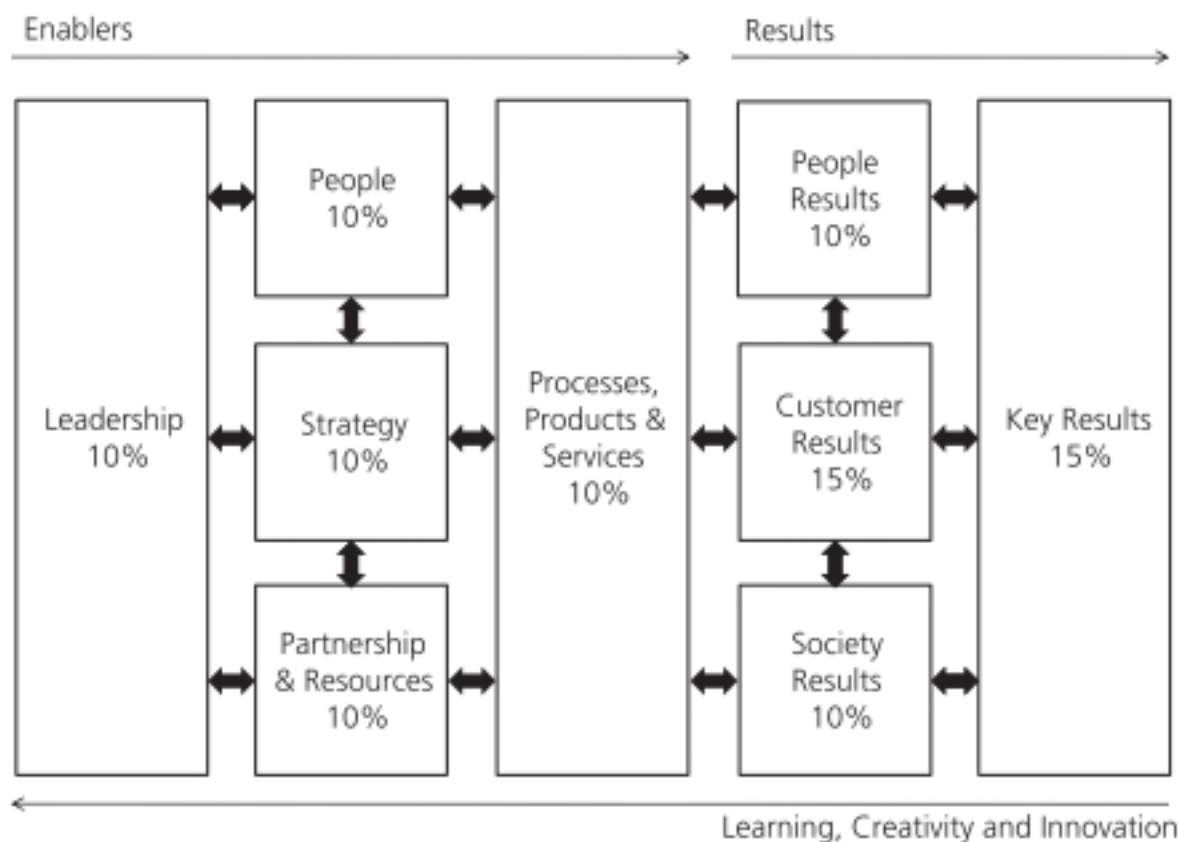 Enablers
Results
Leadership
10%
People
10%
Strategy
10%
Partnership
& Resources
10%
Processes,
Products &
Services
10%
People
Results
10%
Customer
Results
15%
Society
Results
10%
Key Results
15%
Learning, Creativity and Innovation